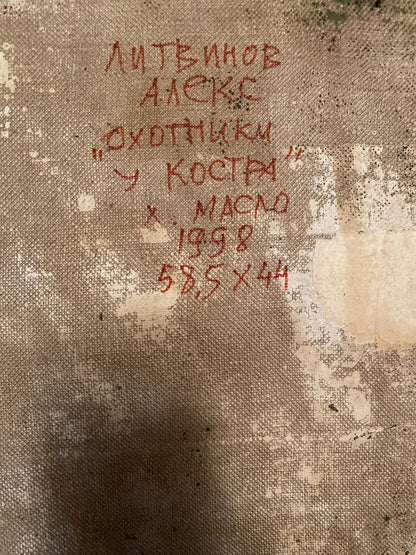 ЛИТВИНОВ
АЛЕКС
"ОХОТНИКИ
У КОСТРА"
х. МАСЛО
1998
58,5 х 44